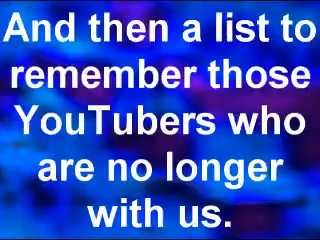 And then a list to
remember those
YouTubers who
are no longer
with us.